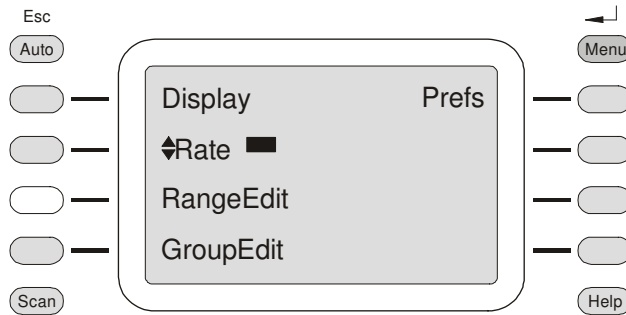 Esc
Auto
Menu
Display Prefs
Rate
RangeEdit
GroupEdit
Scan
Help